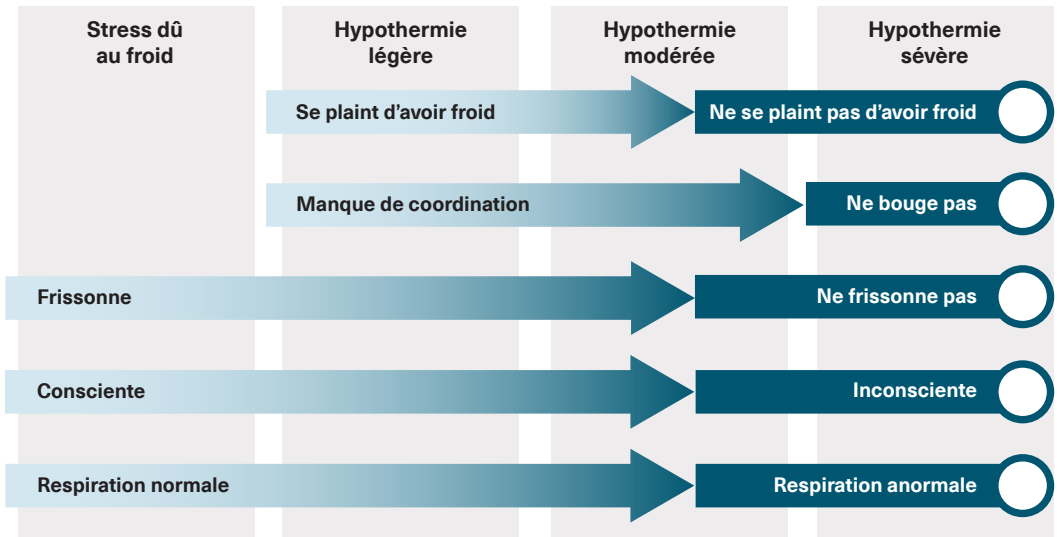 Stress dû
au froid
Hypothermie
légère
Hypothermie
modérée
Hypothermie
sévère
Se plaint d'avoir froid
Ne se plaint pas d'avoir froid
Manque de coordination
Ne bouge pas
Frissonne
Ne frissonne pas
Consciente
Inconsciente
Respiration normale
Respiration anormale